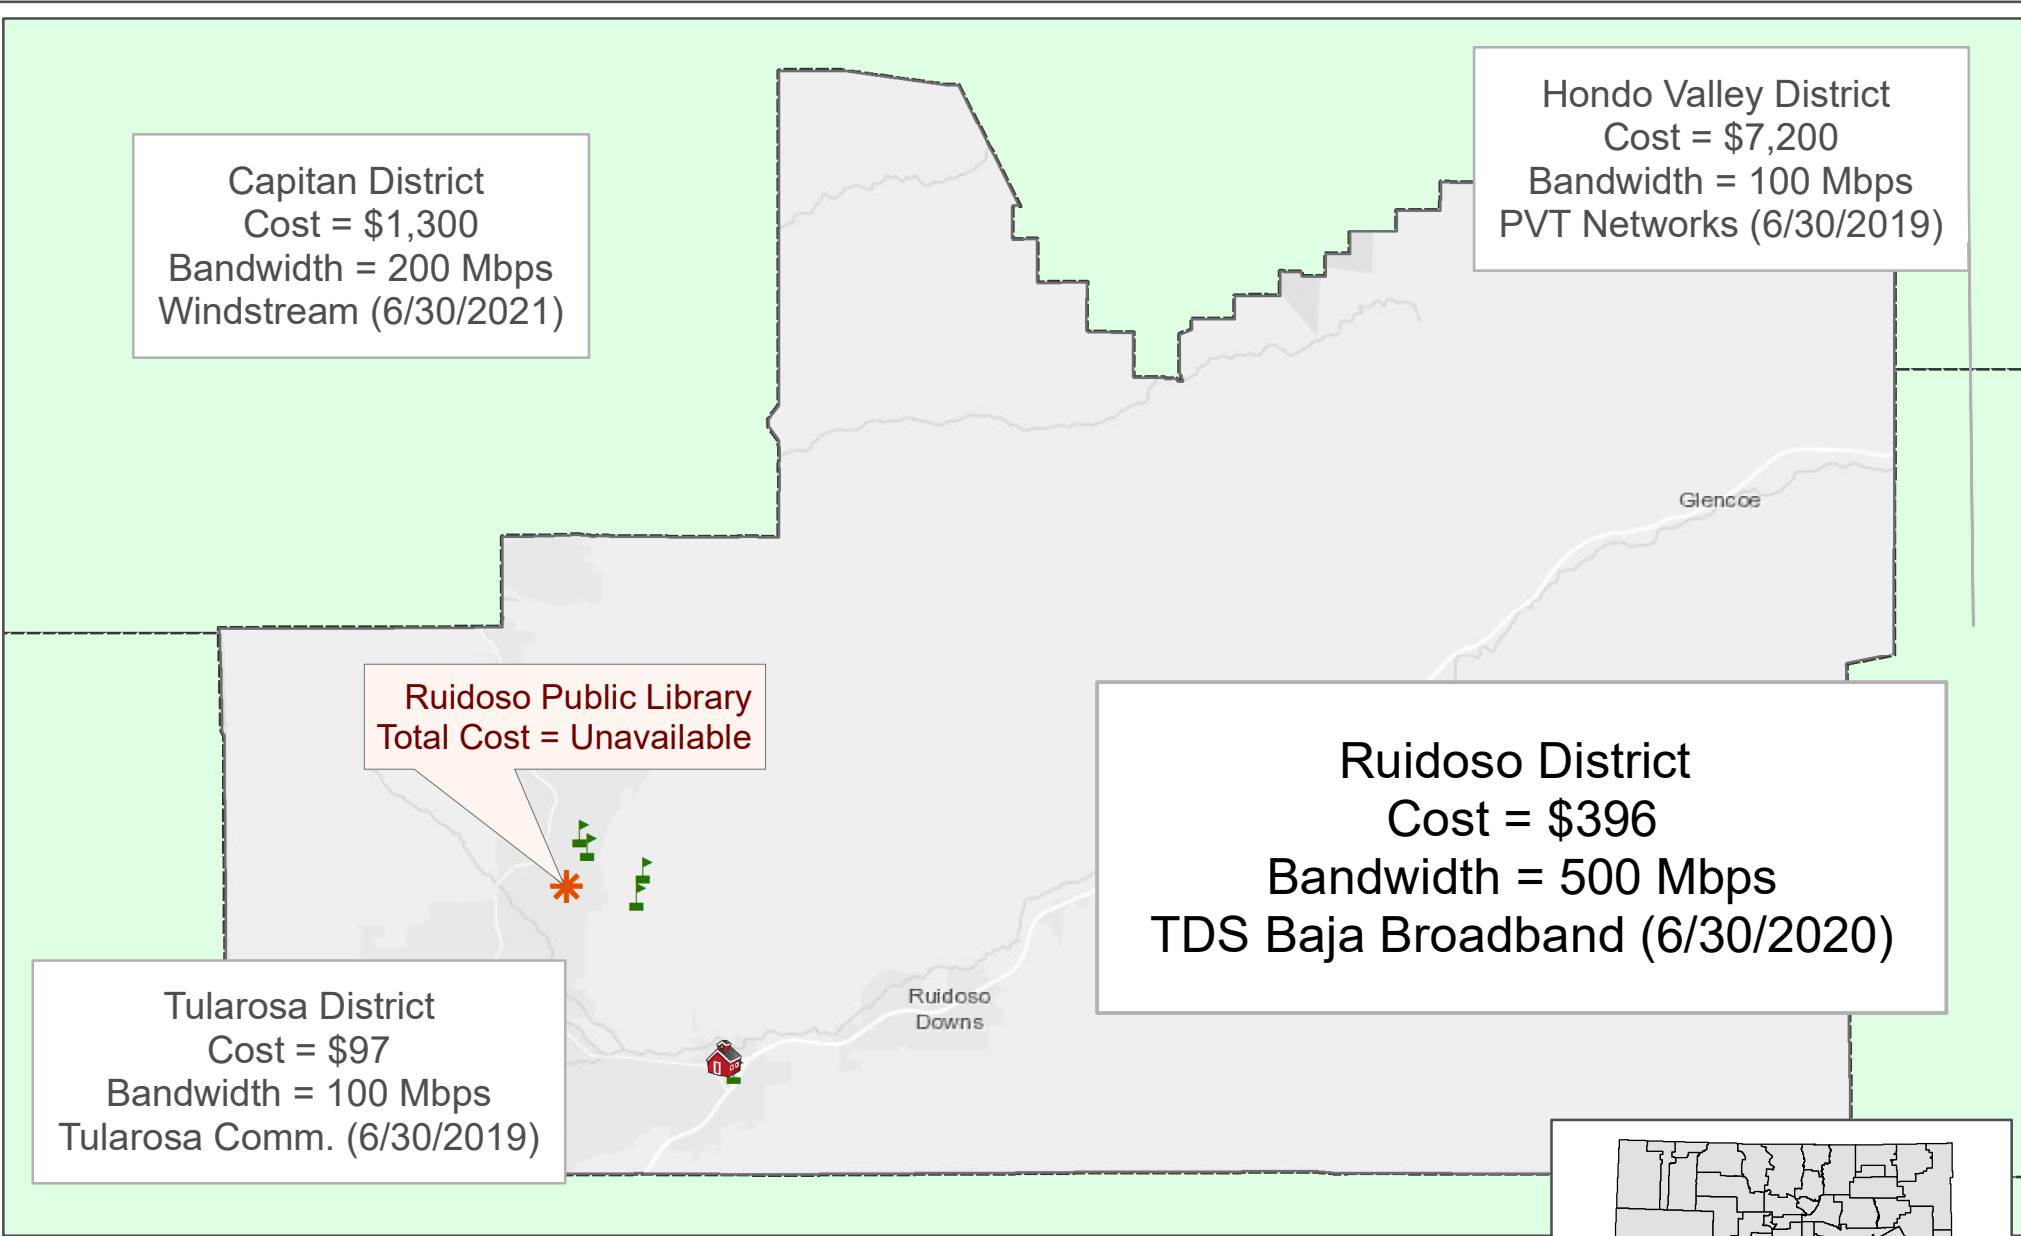 Hondo Valley District
Cost = $7,200
Bandwidth = 100 Mbps
PVT Networks (6/30/2019)
Capitan District
Cost = $1,300
Bandwidth = 200 Mbps
Windstream (6/30/2021)
Glencoe
Ruidoso Public Library
Total Cost = Unavailable
Ruidoso District
Cost = $396
Bandwidth = 500 Mbps
TDS Baja Broadband (6/30/2020)
Ruidoso
Downs
Tularosa District
Cost = $97
Bandwidth = 100 Mbps
Tularosa Comm. (6/30/2019)